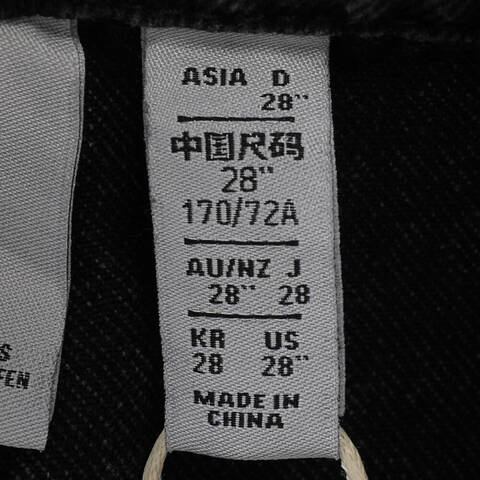 ASIA D
28"
中国尺码
28"
170/72A
AU/NZ J
28" 28
KR US
28 28"
MADE IN
CHINA
S
FEN